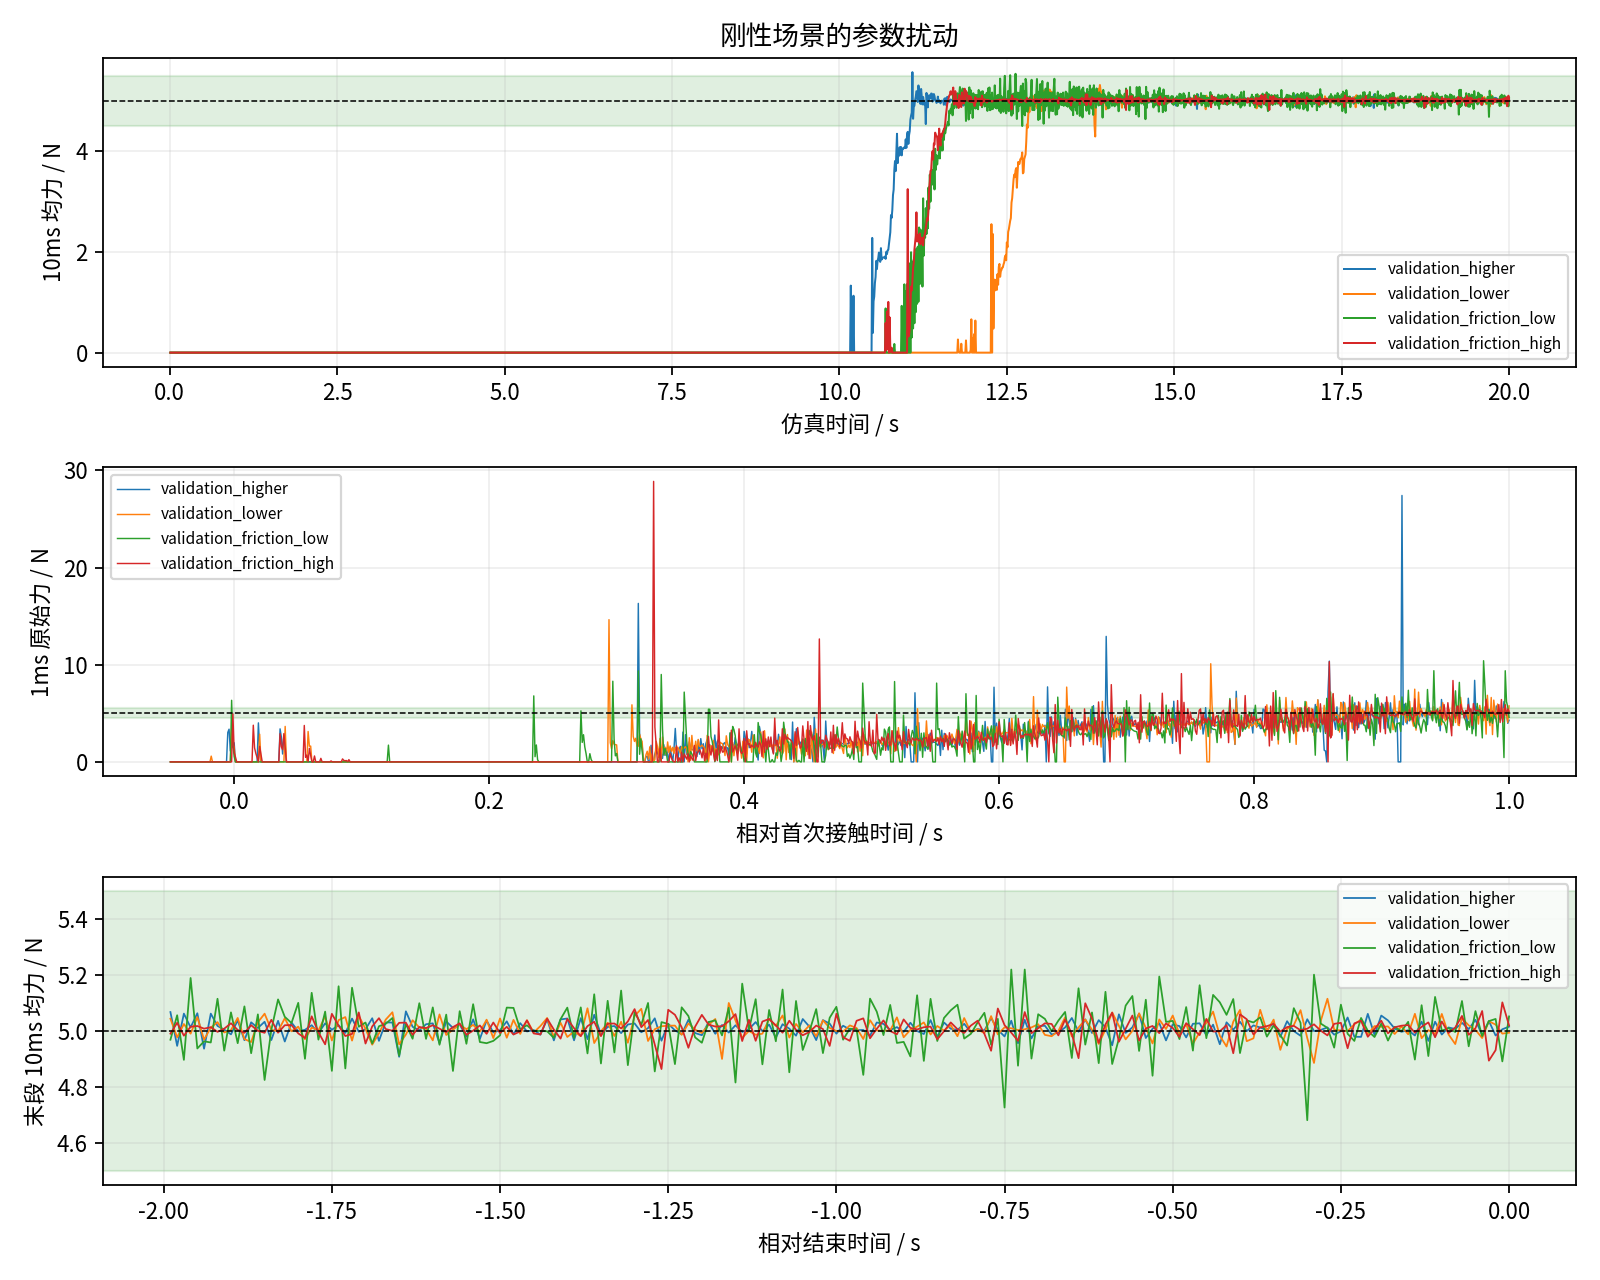 刚性场景的参数扰动
10ms 均力 / N
4
2
0
validation_higher
validation_lower
validation_friction_low
validation_friction_high
0.0 2.5 5.0 7.5 10.0 12.5 15.0 17.5 20.0
仿真时间 / s
1ms 原始力 / N
30
20
10
0
validation_higher
validation_lower
validation_friction_low
validation_friction_high
0.0 0.2 0.4 0.6 0.8 1.0
相对首次接触时间 / s
末段 10ms 均力 / N
5.4
5.2
5.0
4.8
4.6
validation_higher
validation_lower
validation_friction_low
validation_friction_high
-2.00 -1.75 -1.50 -1.25 -1.00 -0.75 -0.50 -0.25 0.00
相对结束时间 / s